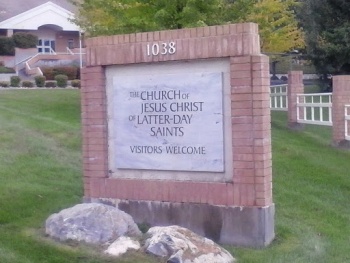 1038
THE CHURCH OF
JESUS CHRIST
OF LATTER-DAY
SAINTS
VISITORS WELCOME